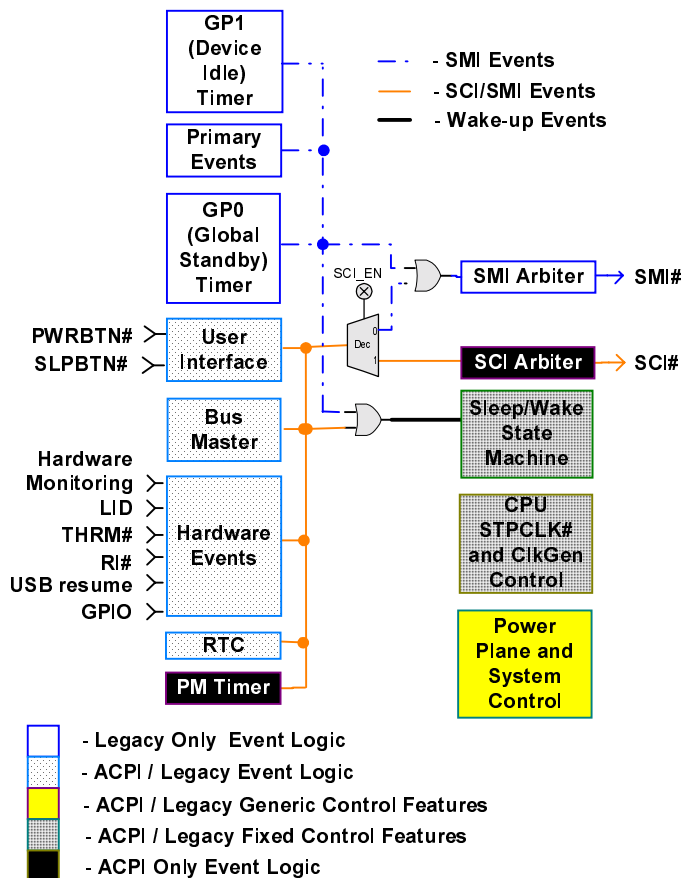 GP1
(Device
Idle)
Timer
- SMI Events
- SCI/SMI Events
- Wake-up Events
Primary
Events
GP0
(Global
Standby)
Timer
SCI_EN
SMI Arbiter
SMI#
PWRBTN#
SLPBTN#
User
Interface
Dec
0
1
SCI Arbiter
SCI#
Bus
Master
Sleep/Wake
State
Machine
Hardware
Monitoring
LID
THRM#
RI#
USB resume
GPIO
Hardware
Events
CPU
STPCLK#
and ClkGen
Control
RTC
PM Timer
Power
Plane and
System
Control
- Legacy Only Event Logic
- ACPI / Legacy Event Logic
- ACPI / Legacy Generic Control Features
- ACPI / Legacy Fixed Control Features
- ACPI Only Event Logic